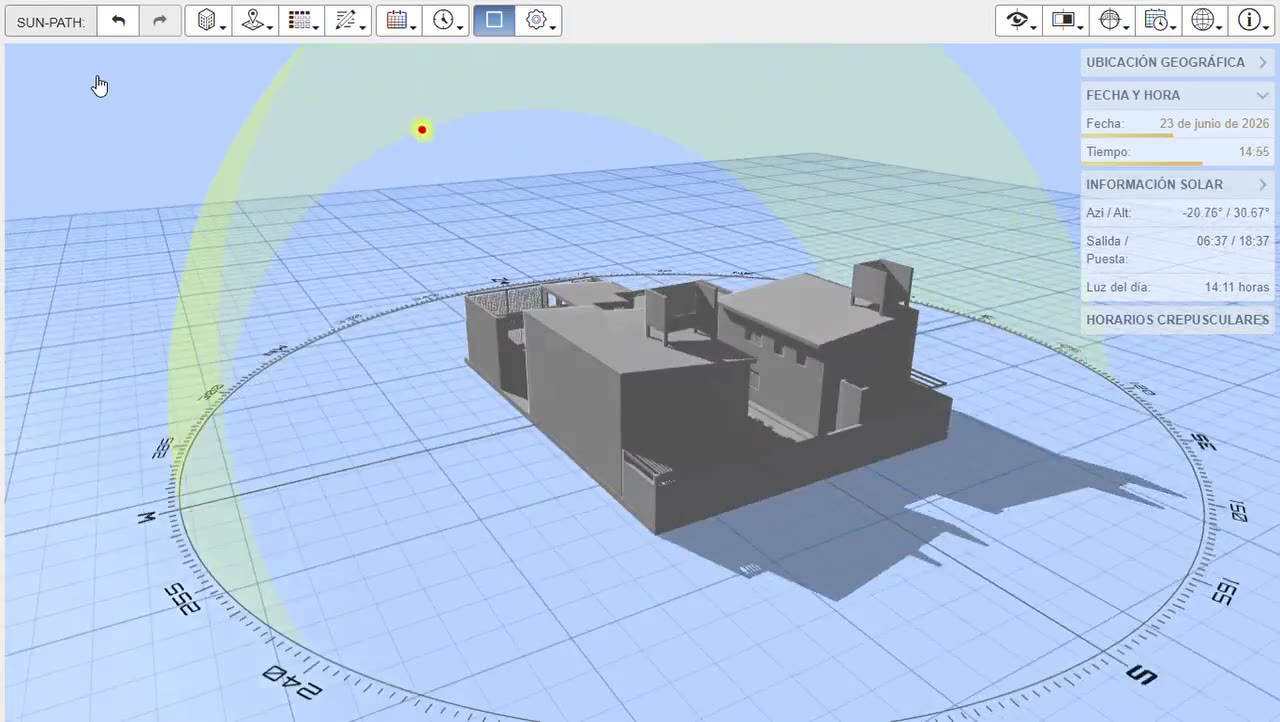 SUN-PATH:
UBICACIÓN GEOGRÁFICA
FECHA Y HORA
Fecha: 23 de junio de 2026
Tiempo: 14:55
INFORMACIÓN SOLAR
Azi / Alt: -20.76° / 30.67°
Salida / Puesta: 06:37 / 18:37
Luz del día: 14.11 horas
HORARIOS CREPUSCULARES
N
285
W
255
240
S
165
150